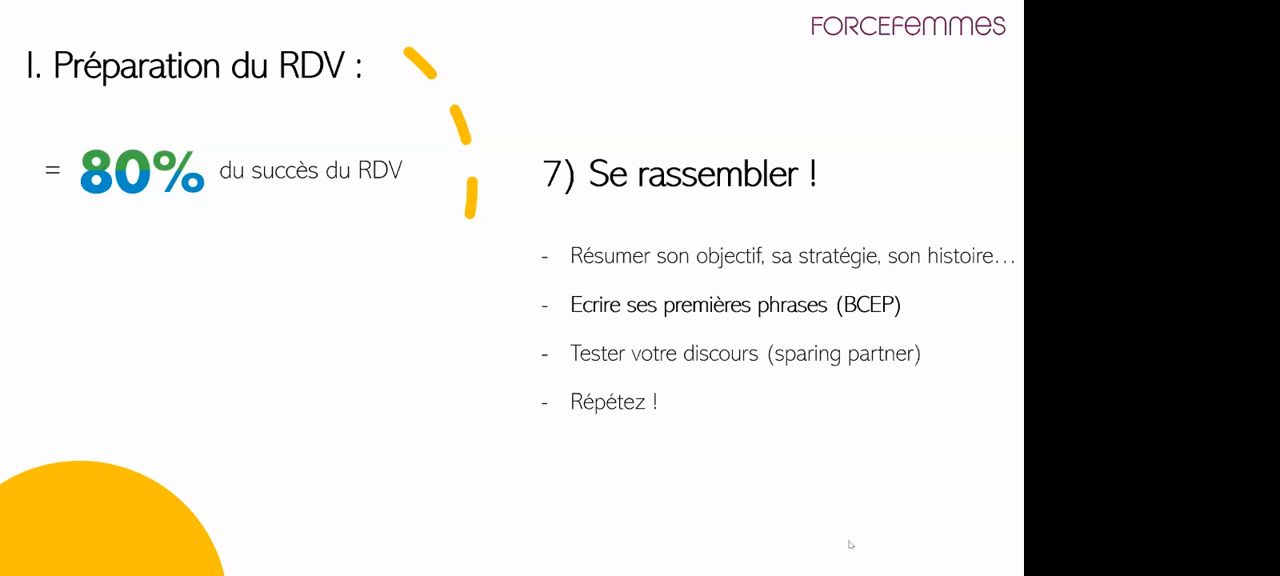 FORCEFemmes
I. Préparation du RDV :
= 80% du succès du RDV
7) Se rassembler !
- Résumer son objectif, sa stratégie, son histoire…
- Ecrire ses premières phrases (BCEP)
- Tester votre discours (sparing partner)
- Répétez !